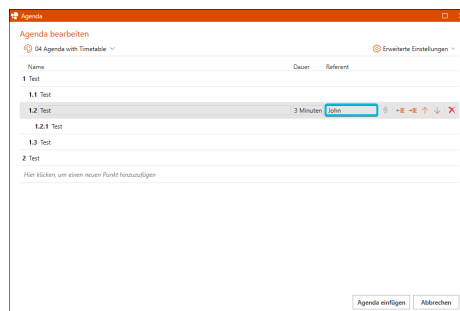 Agenda
Agenda bearbeiten
04 Agenda with Timetable
Erweiterte Einstellungen
Name Dauer Referent
1 Test
1.1 Test
1.2 Test 3 Minuten John
1.2.1 Test
1.3 Test
2 Test
Hier klicken, um einen neuen Punkt hinzuzufügen
Agenda einfügen Abbrechen